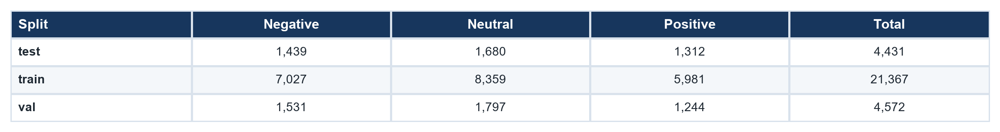 Split Negative Neutral Positive Total
test 1,439 1,680 1,312 4,431
train 7,027 8,359 5,981 21,367
val 1,531 1,797 1,244 4,572